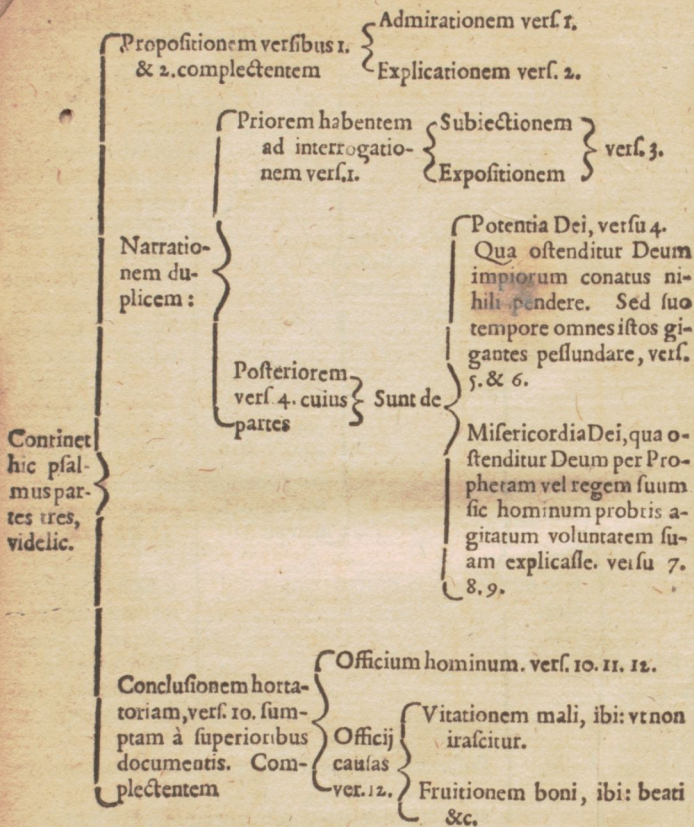 Continet
hic pſal-
mus par-
tes tres,
videlic.
Propoſitionem verſibus 1.
& 2. complectentem
Admirationem verſ. 1.
Explicationem verſ. 2.
Narratio-
nem du-
plicem:
Priorem habentem
ad interrogatio-
nem verſ. 1.
Subiectionem
Expoſitionem
verſ. 3.
Poſteriorem
verſ. 4. cuius
partes
Sunt de
Potentia Dei, verſu 4.
Qua oſtenditur Deum
impiorum conatus ni-
hili pendere. Sed ſuo
tempore omnes iſtos gi-
gantes peſſundare, verſ.
5. & 6.
Miſericordia Dei, qua o-
ſtenditur Deum per Pro-
phetam vel regem ſuum
ſic hominum probris a-
gitatum voluntatem ſu-
am explicaſſe. verſu 7.
8. 9.
Concluſionem horta-
toriam, verſ. 10. ſum-
ptam à ſuperioribus
documentis. Com-
plectentem
Officium hominum. verſ. 10. 11. 12.
Officij
cauſas
ver. 12.
Vitationem mali, ibi: vt non
iraſcitur.
Fruitionem boni, ibi: beati
&c.